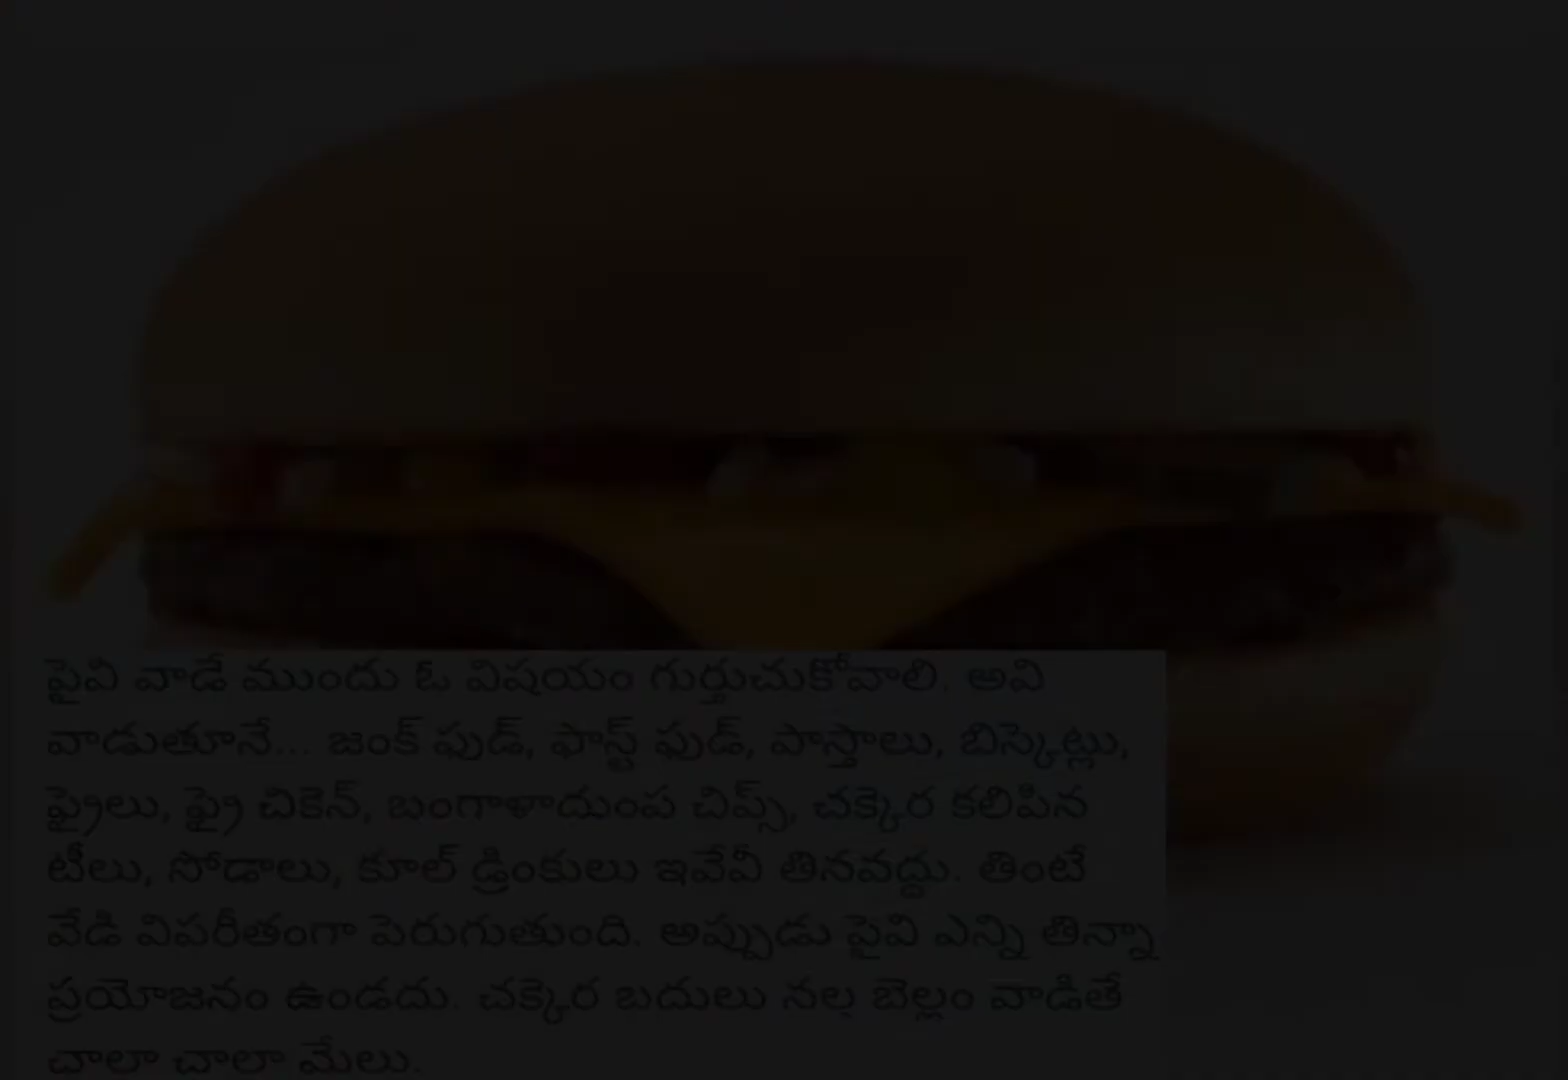 పైవి వాడే ముందు ఓ విషయం గుర్తుచుకోవాలి. అవి
వాడుతూనే... జంక్ ఫుడ్, ఫాస్ట్ ఫుడ్, పాస్తాలు, బిస్కెట్లు,
ఫ్రైలు, ఫ్రై చికెన్, బంగాళాదుంప చిప్స్, చక్కెర కలిపిన
టీలు, సోడాలు, కూల్ డ్రింకులు ఇవేవీ తినవద్దు. తింటే
వేడి విపరీతంగా పెరుగుతుంది. అప్పుడు పైవి ఎన్ని తిన్నా
ప్రయోజనం ఉండదు. చక్కెర బదులు నల్ల బెల్లం వాడితే
చాలా చాలా మేలు.